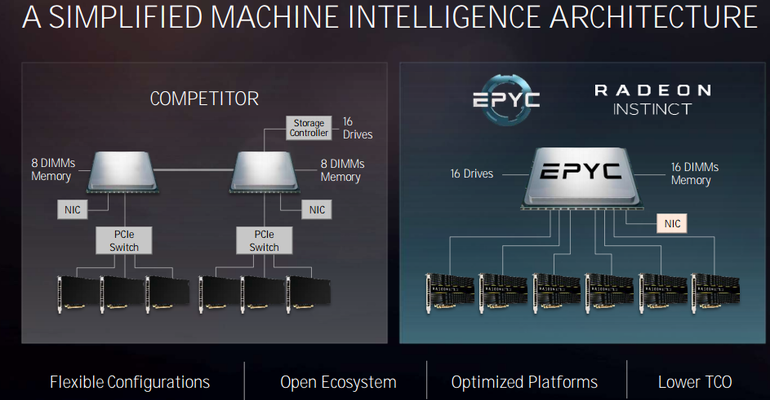 A SIMPLIFIED MACHINE INTELLIGENCE ARCHITECTURE
COMPETITOR
Storage
Controller
16
Drives
8 DIMMs
Memory
8 DIMMs
Memory
NIC
NIC
PCIe
Switch
PCIe
Switch
EPYC
RADEON
INSTINCT
16 Drives
EPYC
16 DIMMs
Memory
NIC
Flexible Configurations
Open Ecosystem
Optimized Platforms
Lower TCO